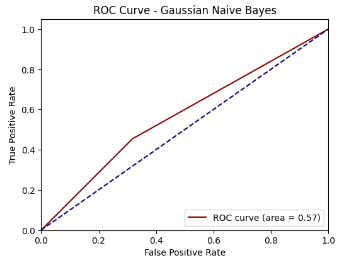 ROC Curve - Gaussian Naive Bayes
True Positive Rate
1.0
0.8
0.6
0.4
0.2
0.0
ROC curve (area = 0.57)
0.0 0.2 0.4 0.6 0.8 1.0
False Positive Rate